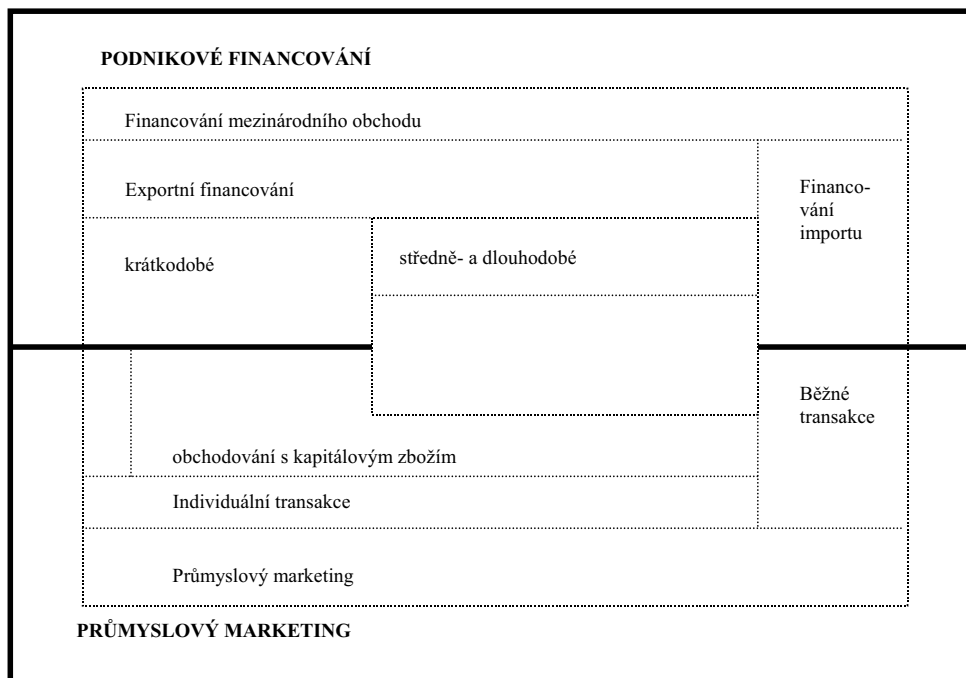 PODNIKOVÉ FINANCOVÁNÍ
Financování mezinárodního obchodu
Exportní financování
Financo-
vání
importu
krátkodobé
středně- a dlouhodobé
Běžné
transakce
obchodování s kapitálovým zbožím
Individuální transakce
Průmyslový marketing
PRŮMYSLOVÝ MARKETING